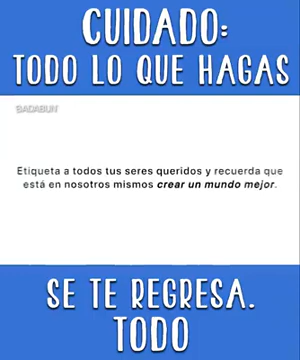 CUIDADO:
TODO LO QUE HAGAS
BADABUN
Etiqueta a todos tus seres queridos y recuerda que
está en nosotros mismos crear un mundo mejor.
SE TE REGRESA.
TODO